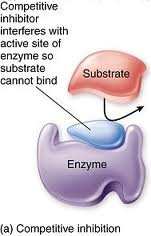 Competitive
inhibitor
interferes with
active site of
enzyme so
substrate
cannot bind
Substrate
Enzyme
(a) Competitive inhibition